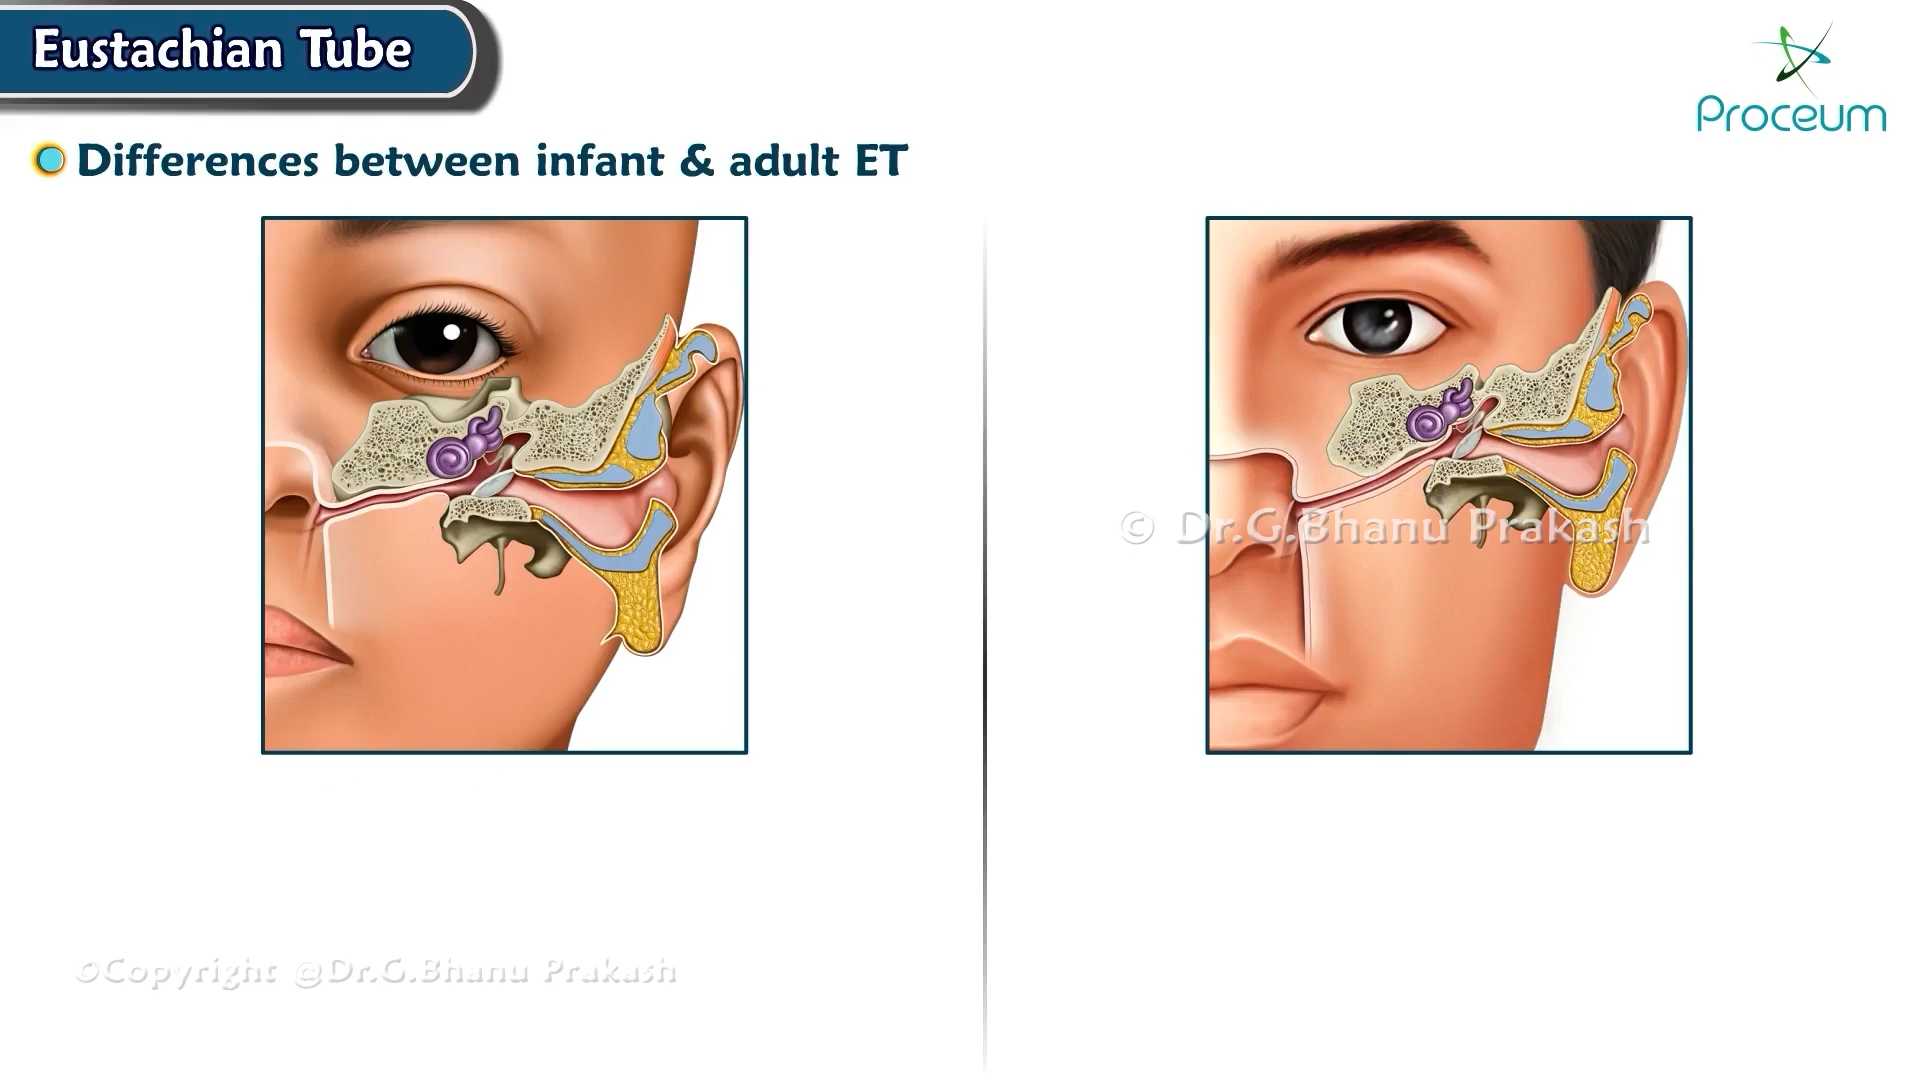 Eustachian Tube
Proceum
Differences between infant & adult ET
© Dr.G.Bhanu Prakash
©Copyright @Dr.G.Bhanu Prakash